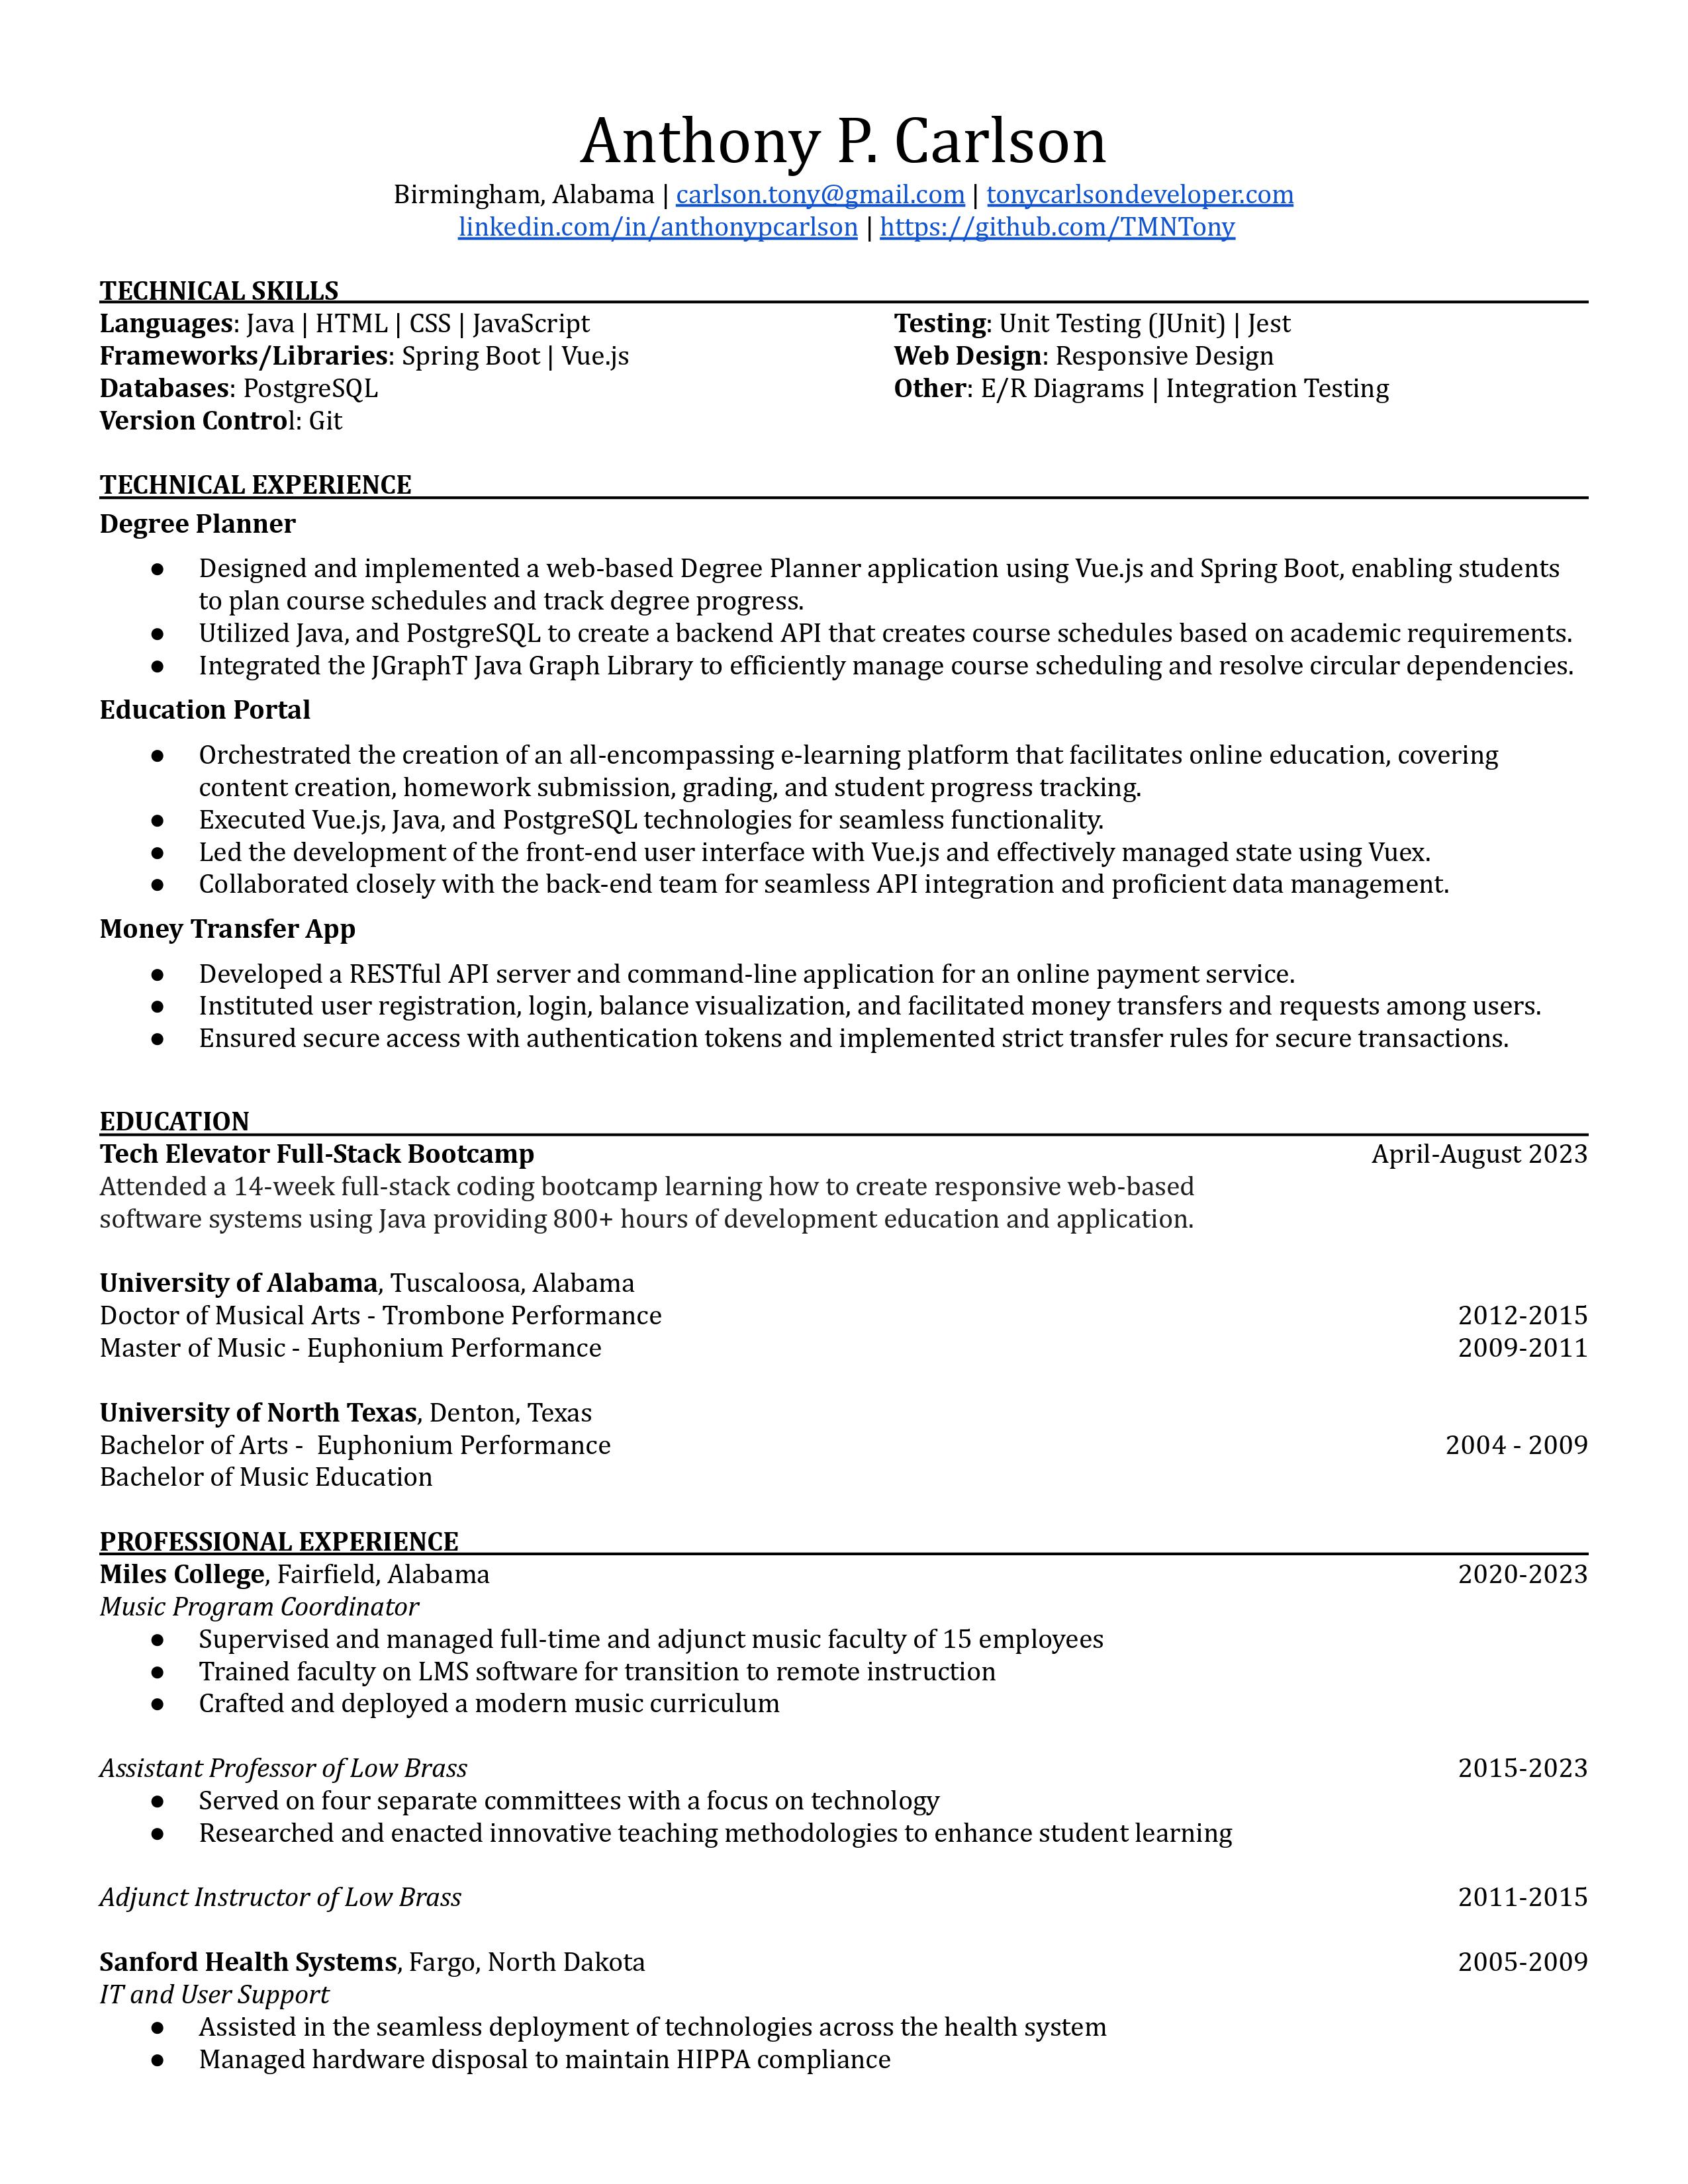 Anthony P. Carlson
Birmingham, Alabama | carlson.tony@gmail.com | tonycarlsondeveloper.com
linkedin.com/in/anthonypcarlson | https://github.com/TMNTony
TECHNICAL SKILLS
Languages: Java | HTML | CSS | JavaScript
Frameworks/Libraries: Spring Boot | Vue.js
Databases: PostgreSQL
Version Control: Git
Testing: Unit Testing (JUnit) | Jest
Web Design: Responsive Design
Other: E/R Diagrams | Integration Testing
TECHNICAL EXPERIENCE
Degree Planner
● Designed and implemented a web-based Degree Planner application using Vue.js and Spring Boot, enabling students
to plan course schedules and track degree progress.
● Utilized Java, and PostgreSQL to create a backend API that creates course schedules based on academic requirements.
● Integrated the JGraphT Java Graph Library to efficiently manage course scheduling and resolve circular dependencies.
Education Portal
● Orchestrated the creation of an all-encompassing e-learning platform that facilitates online education, covering
content creation, homework submission, grading, and student progress tracking.
● Executed Vue.js, Java, and PostgreSQL technologies for seamless functionality.
● Led the development of the front-end user interface with Vue.js and effectively managed state using Vuex.
● Collaborated closely with the back-end team for seamless API integration and proficient data management.
Money Transfer App
● Developed a RESTful API server and command-line application for an online payment service.
● Instituted user registration, login, balance visualization, and facilitated money transfers and requests among users.
● Ensured secure access with authentication tokens and implemented strict transfer rules for secure transactions.
EDUCATION
Tech Elevator Full-Stack Bootcamp April-August 2023
Attended a 14-week full-stack coding bootcamp learning how to create responsive web-based
software systems using Java providing 800+ hours of development education and application.
University of Alabama, Tuscaloosa, Alabama
Doctor of Musical Arts - Trombone Performance 2012-2015
Master of Music - Euphonium Performance 2009-2011
University of North Texas, Denton, Texas
Bachelor of Arts - Euphonium Performance 2004 - 2009
Bachelor of Music Education
PROFESSIONAL EXPERIENCE
Miles College, Fairfield, Alabama 2020-2023
Music Program Coordinator
● Supervised and managed full-time and adjunct music faculty of 15 employees
● Trained faculty on LMS software for transition to remote instruction
● Crafted and deployed a modern music curriculum
Assistant Professor of Low Brass 2015-2023
● Served on four separate committees with a focus on technology
● Researched and enacted innovative teaching methodologies to enhance student learning
Adjunct Instructor of Low Brass 2011-2015
Sanford Health Systems, Fargo, North Dakota 2005-2009
IT and User Support
● Assisted in the seamless deployment of technologies across the health system
● Managed hardware disposal to maintain HIPPA compliance